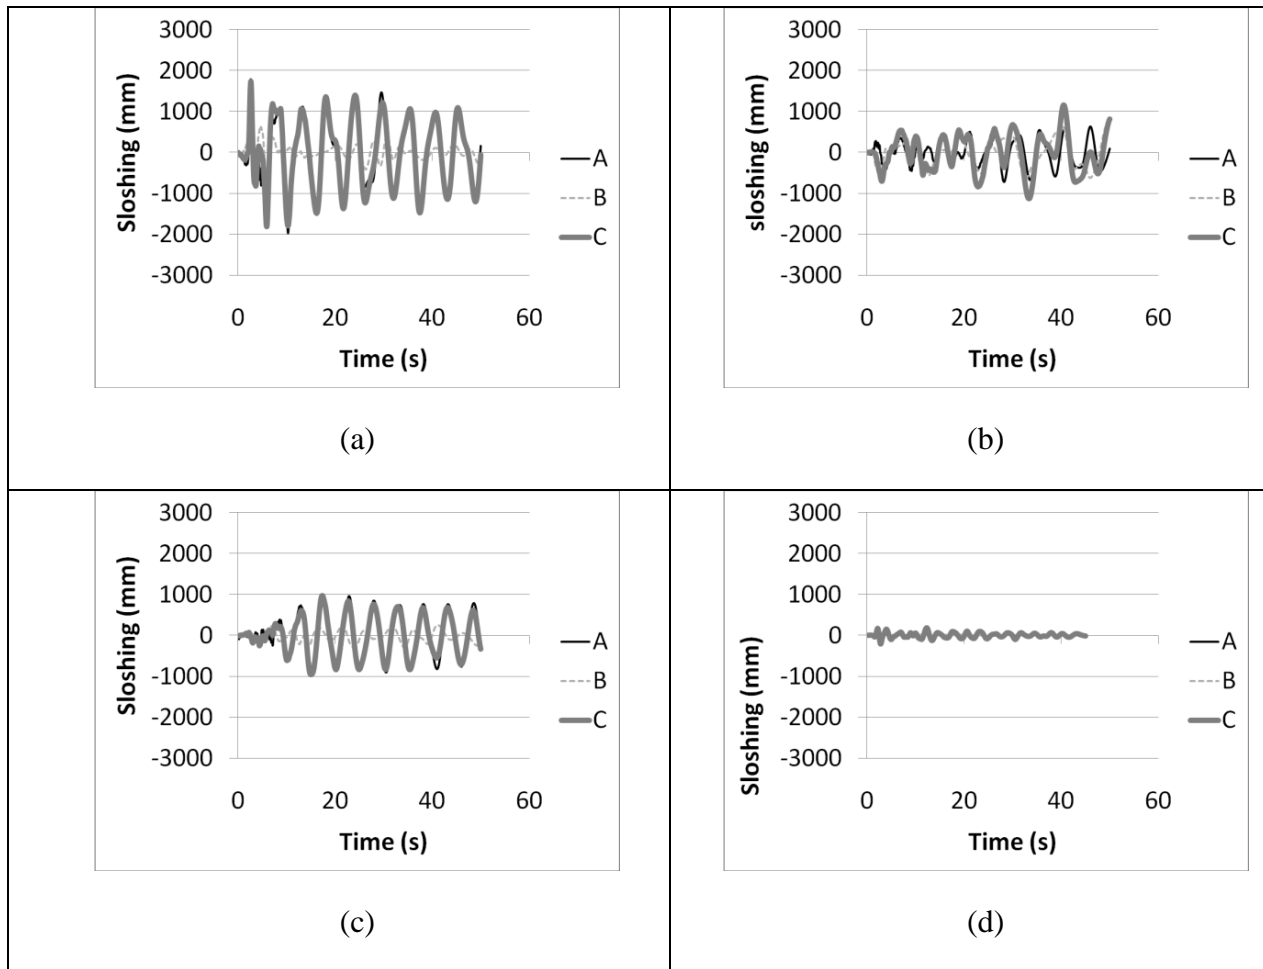 3000
2000
1000
0
-1000
-2000
-3000
Sloshing (mm)
0 20 40 60
Time (s)
A
B
C
(a)
3000
2000
1000
0
-1000
-2000
-3000
sloshing (mm)
0 20 40 60
Time (s)
A
B
C
(b)
3000
2000
1000
0
-1000
-2000
-3000
Sloshing (mm)
0 20 40 60
Time (s)
A
B
C
(c)
3000
2000
1000
0
-1000
-2000
-3000
Sloshing (mm)
0 20 40 60
Time (s)
A
B
C
(d)